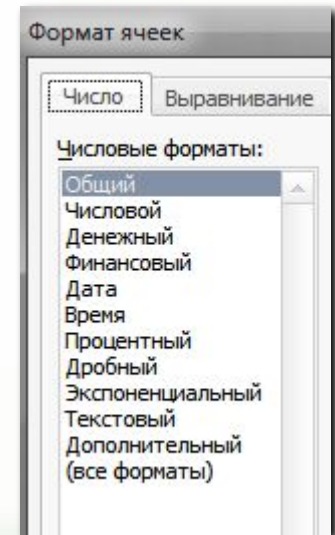 Формат ячеек
Число Выравнивание
Числовые форматы:
Общий
Числовой
Денежный
Финансовый
Дата
Время
Процентный
Дробный
Экспоненциальный
Текстовый
Дополнительный
(все форматы)